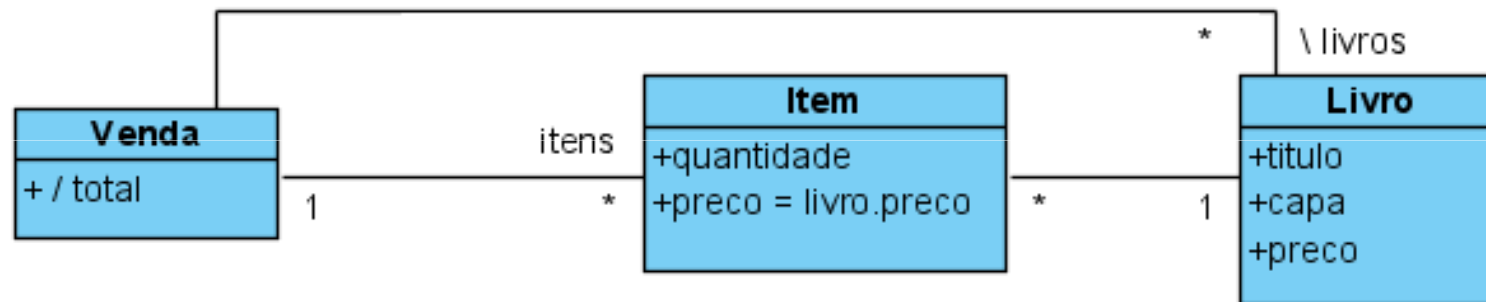 * \ livros
Venda
+ / total
1
itens
*
Item
+quantidade
+preco = livro.preco
*
1
Livro
+titulo
+capa
+preco